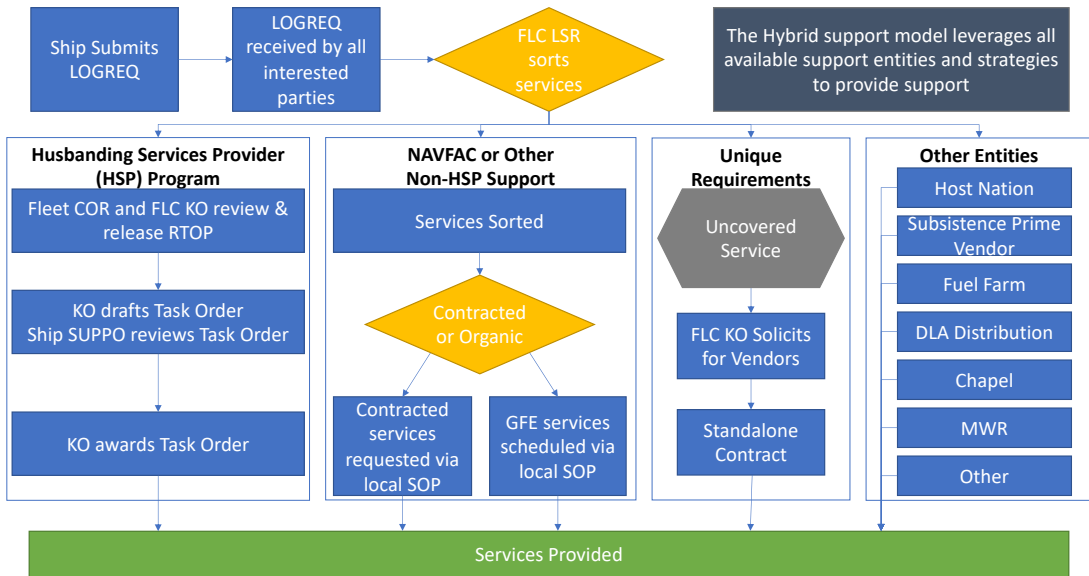 Ship Submits
LOGREQ
LOGREQ
received by all
interested
parties
FLC LSR
sorts
services
The Hybrid support model leverages all
available support entities and strategies
to provide support
Husbanding Services Provider
(HSP) Program
Fleet COR and FLC KO review &
release RTOP
KO drafts Task Order
Ship SUPPO reviews Task Order
KO awards Task Order
NAVFAC or Other
Non-HSP Support
Services Sorted
Contracted
or Organic
Contracted
services
requested via
local SOP
GFE services
scheduled via
local SOP
Unique
Requirements
Uncovered
Service
FLC KO Solicits
for Vendors
Standalone
Contract
Other Entities
Host Nation
Subsistence Prime
Vendor
Fuel Farm
DLA Distribution
Chapel
MWR
Other
Services Provided